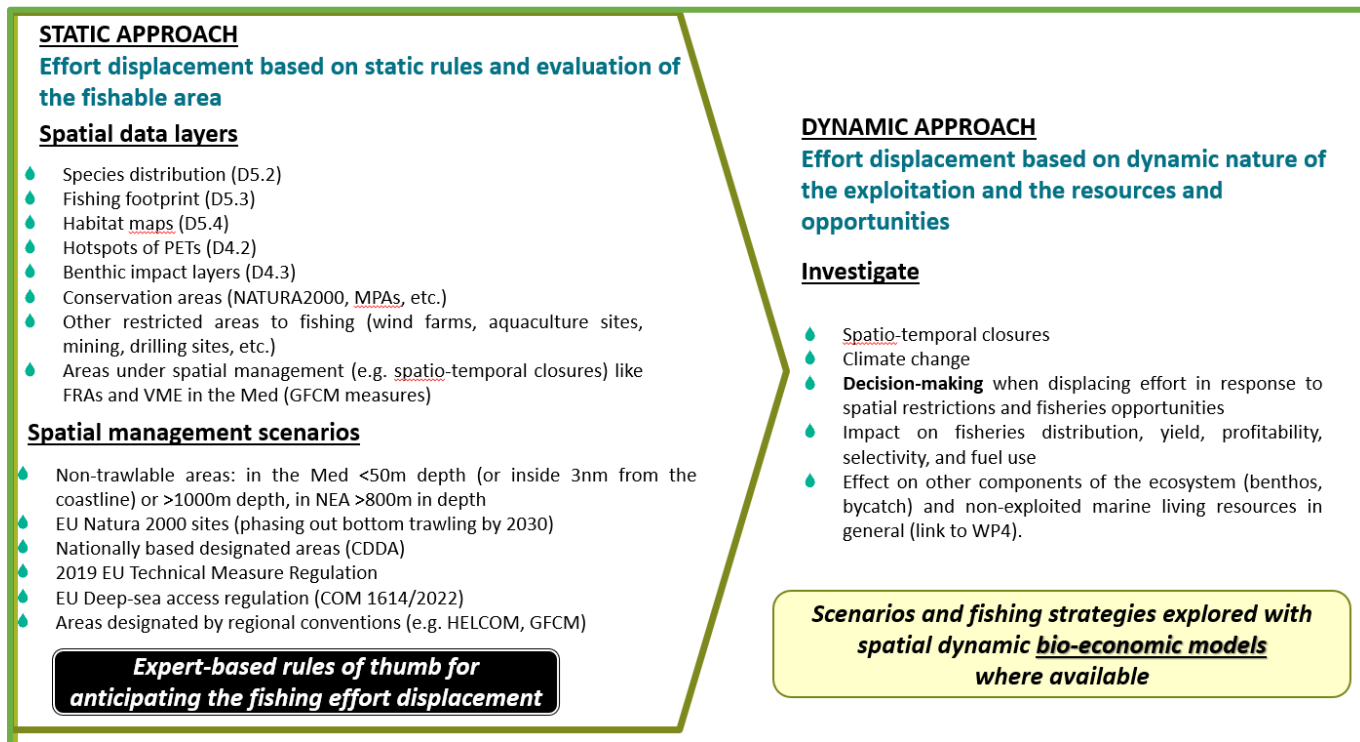 STATIC APPROACH
Effort displacement based on static rules and evaluation of
the fishable area
Spatial data layers
Species distribution (D5.2)
Fishing footprint (D5.3)
Habitat maps (D5.4)
Hotspots of PETs (D4.2)
Benthic impact layers (D4.3)
Conservation areas (NATURA2000, MPAs, etc.)
Other restricted areas to fishing (wind farms, aquaculture sites,
mining, drilling sites, etc.)
Areas under spatial management (e.g. spatio-temporal closures) like
FRAs and VME in the Med (GFCM measures)
Spatial management scenarios
Non-trawlable areas: in the Med <50m depth (or inside 3nm from the
coastline) or >1000m depth, in NEA >800m in depth
EU Natura 2000 sites (phasing out bottom trawling by 2030)
Nationally based designated areas (CDDA)
2019 EU Technical Measure Regulation
EU Deep-sea access regulation (COM 1614/2022)
Areas designated by regional conventions (e.g. HELCOM, GFCM)
Expert-based rules of thumb for
anticipating the fishing effort displacement
DYNAMIC APPROACH
Effort displacement based on dynamic nature of
the exploitation and the resources and
opportunities
Investigate
Spatio-temporal closures
Climate change
Decision-making when displacing effort in response to
spatial restrictions and fisheries opportunities
Impact on fisheries distribution, yield, profitability,
selectivity, and fuel use
Effect on other components of the ecosystem (benthos,
bycatch) and non-exploited marine living resources in
general (link to WP4).
Scenarios and fishing strategies explored with
spatial dynamic bio-economic models
where available